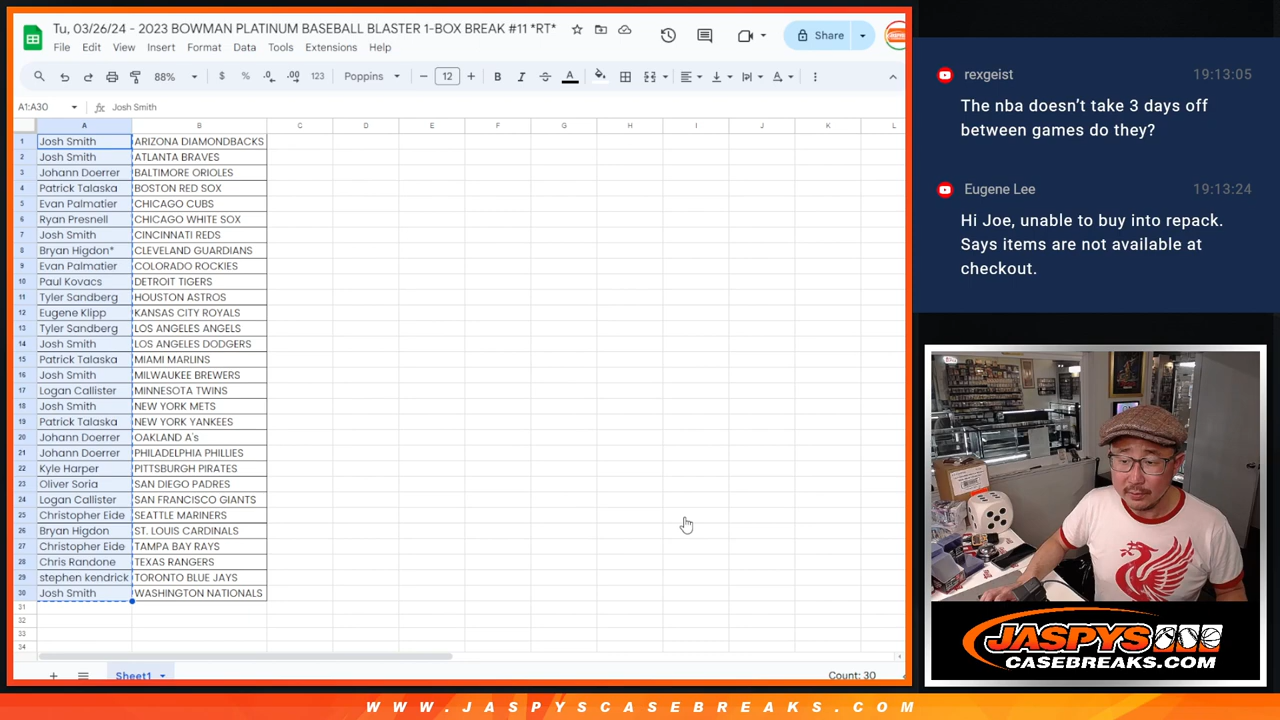 Tu, 03/26/24 - 2023 BOWMAN PLATINUM BASEBALL BLASTER 1-BOX BREAK #11 *RT*
File Edit View Insert Format Data Tools Extensions Help
Share
88% $ % .0 .00 123 Poppins 12 B I A
A1:A30 fx Josh Smith
A B C D E F G H I J K L
1 Josh Smith ARIZONA DIAMONDBACKS
2 Josh Smith ATLANTA BRAVES
3 Johann Doerrer BALTIMORE ORIOLES
4 Patrick Talaska BOSTON RED SOX
5 Evan Palmatier CHICAGO CUBS
6 Ryan Presnell CHICAGO WHITE SOX
7 Josh Smith CINCINNATI REDS
8 Bryan Higdon* CLEVELAND GUARDIANS
9 Evan Palmatier COLORADO ROCKIES
10 Paul Kovacs DETROIT TIGERS
11 Tyler Sandberg HOUSTON ASTROS
12 Eugene Klipp KANSAS CITY ROYALS
13 Tyler Sandberg LOS ANGELES ANGELS
14 Josh Smith LOS ANGELES DODGERS
15 Patrick Talaska MIAMI MARLINS
16 Josh Smith MILWAUKEE BREWERS
17 Logan Callister MINNESOTA TWINS
18 Josh Smith NEW YORK METS
19 Patrick Talaska NEW YORK YANKEES
20 Johann Doerrer OAKLAND A's
21 Johann Doerrer PHILADELPHIA PHILLIES
22 Kyle Harper PITTSBURGH PIRATES
23 Oliver Soria SAN DIEGO PADRES
24 Logan Callister SAN FRANCISCO GIANTS
25 Christopher Eide SEATTLE MARINERS
26 Bryan Higdon ST. LOUIS CARDINALS
27 Christopher Eide TAMPA BAY RAYS
28 Chris Randone TEXAS RANGERS
29 stephen kendrick TORONTO BLUE JAYS
30 Josh Smith WASHINGTON NATIONALS
31
32
33
34
Sheet1 Count: 30
rexgeist 19:13:05
The nba doesn't take 3 days off
between games do they?
Eugene Lee 19:13:24
Hi Joe, unable to buy into repack.
Says items are not available at
checkout.
JASPYS
CASEBREAKS.COM
WWW.JASPYSCASEBREAKS.COM